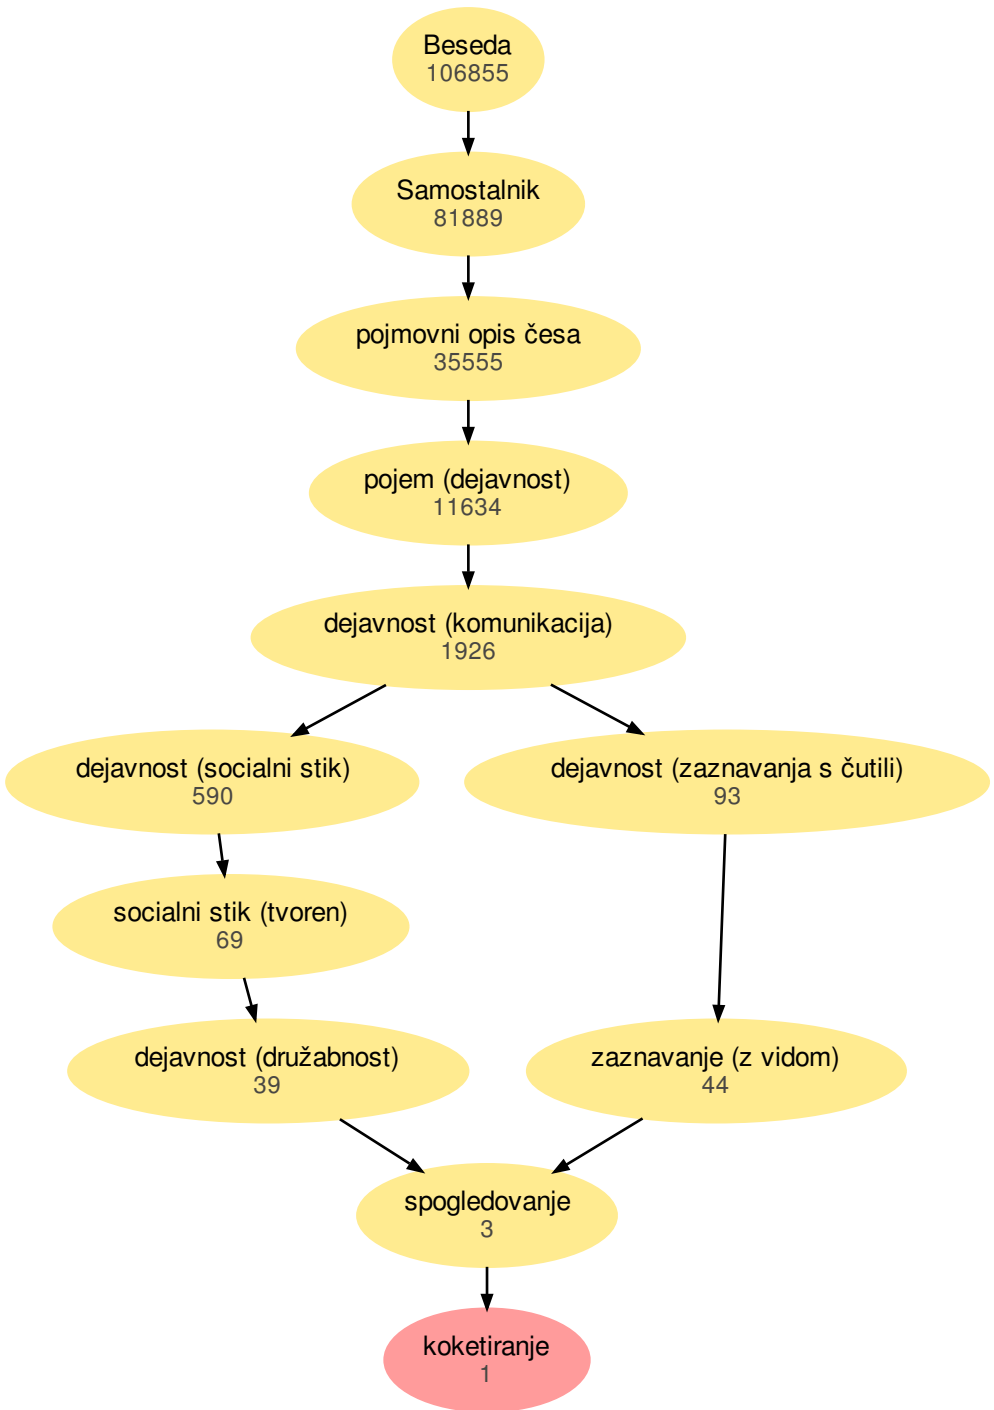 Beseda
106855
Samostalnik
81889
pojmovni opis česa
35555
pojem (dejavnost)
11634
dejavnost (komunikacija)
1926
dejavnost (socialni stik)
590
dejavnost (zaznavanja s čutili)
93
socialni stik (tvoren)
69
dejavnost (družabnost)
39
zaznavanje (z vidom)
44
spogledovanje
3
koketiranje
1